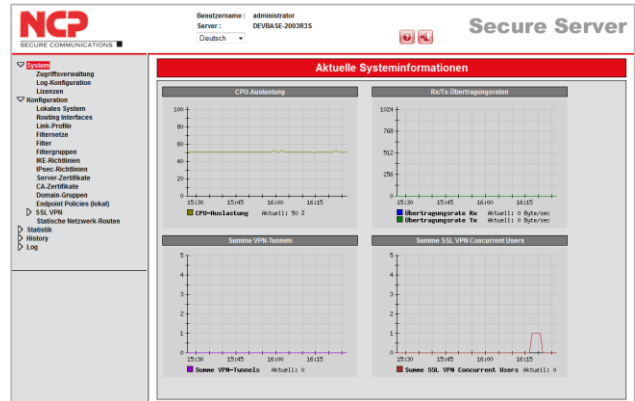 NCP
SECURE COMMUNICATIONS
Benutzername : administrator
Server : DEVBASE-2003R3S
Deutsch
Secure Server
System
Zugriffsverwaltung
Log-Konfiguration
Lizenzen
Konfiguration
Lokales System
Routing Interfaces
Link-Profile
Filternetze
Filter
Filtergruppen
IKE-Richtlinien
IPsec-Richtlinien
Server-Zertifikate
CA-Zertifikate
Domain-Gruppen
Endpoint Policies (lokal)
SSL VPN
Statische Netzwerk-Routen
Statistik
History
Log
Aktuelle Systeminformationen
CPU-Auslastung
100
80
60
40
20
0
15:30 15:45 16:00 16:15
CPU-Auslastung Aktuell: 50 %
Rx/Tx-Übertragungsraten
1024
768
512
256
0
15:30 15:45 16:00 16:15
Übertragungsrate Rx Aktuell: 0 Byte/sec
Übertragungsrate Tx Aktuell: 0 Byte/sec
Summe VPN-Tunnels
5
4
3
2
1
0
15:30 15:45 16:00 16:15
Summe VPN-Tunnels Aktuell: 0
Summe SSL VPN Concurrent Users
5
4
3
2
1
0
15:30 15:45 16:00 16:15
Summe SSL VPN Concurrent Users Aktuell: 0